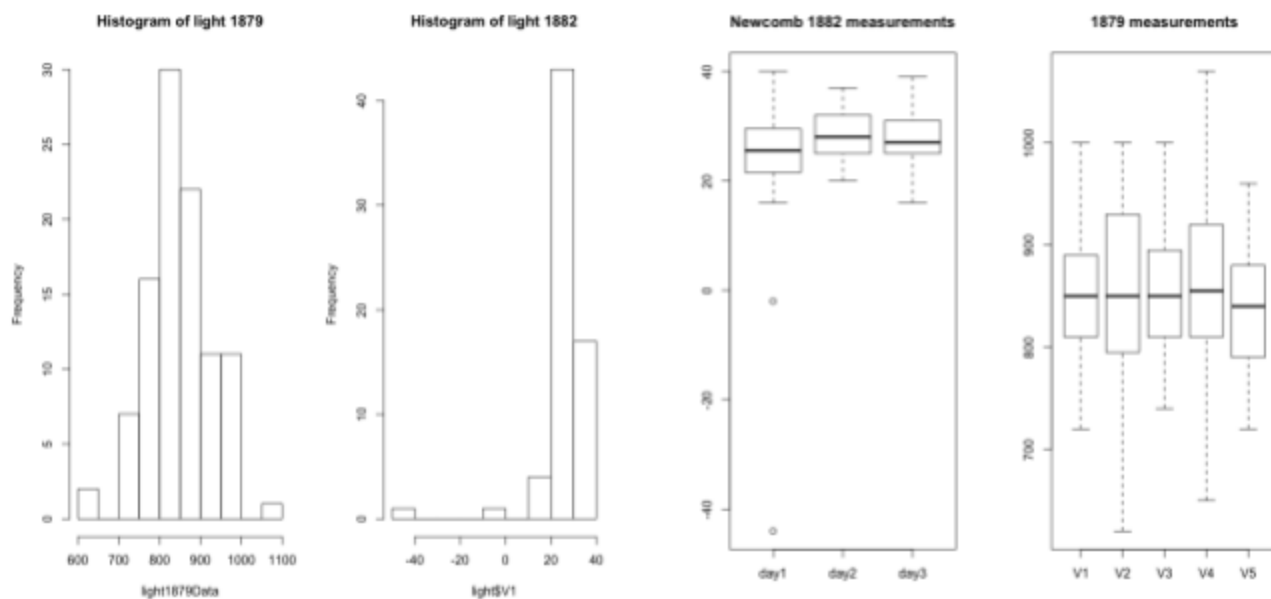 Histogram of light 1879
Frequency
30
25
20
15
10
5
0
600 700 800 900 1000 1100
light1879Data
Histogram of light 1882
Frequency
40
30
20
10
0
-40 -20 0 20 40
light$V1
Newcomb 1882 measurements
40
20
0
-20
-40
day1 day2 day3
1879 measurements
1000
900
800
700
V1 V2 V3 V4 V5